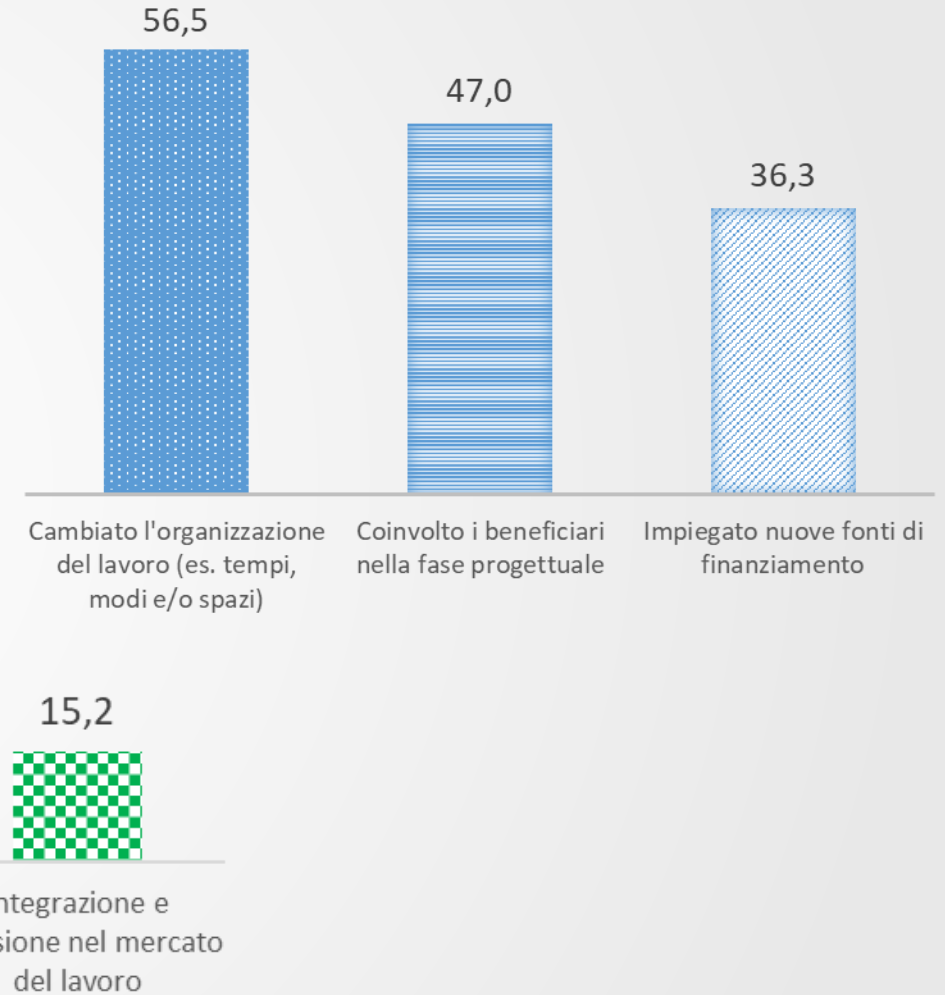 56,5
47,0
36,3
Cambiato l'organizzazione
del lavoro (es. tempi,
modi e/o spazi)
Coinvolto i beneficiari
nella fase progettuale
Impiegato nuove fonti di
finanziamento
15,2
ntegrazione e
sione nel mercato
del lavoro